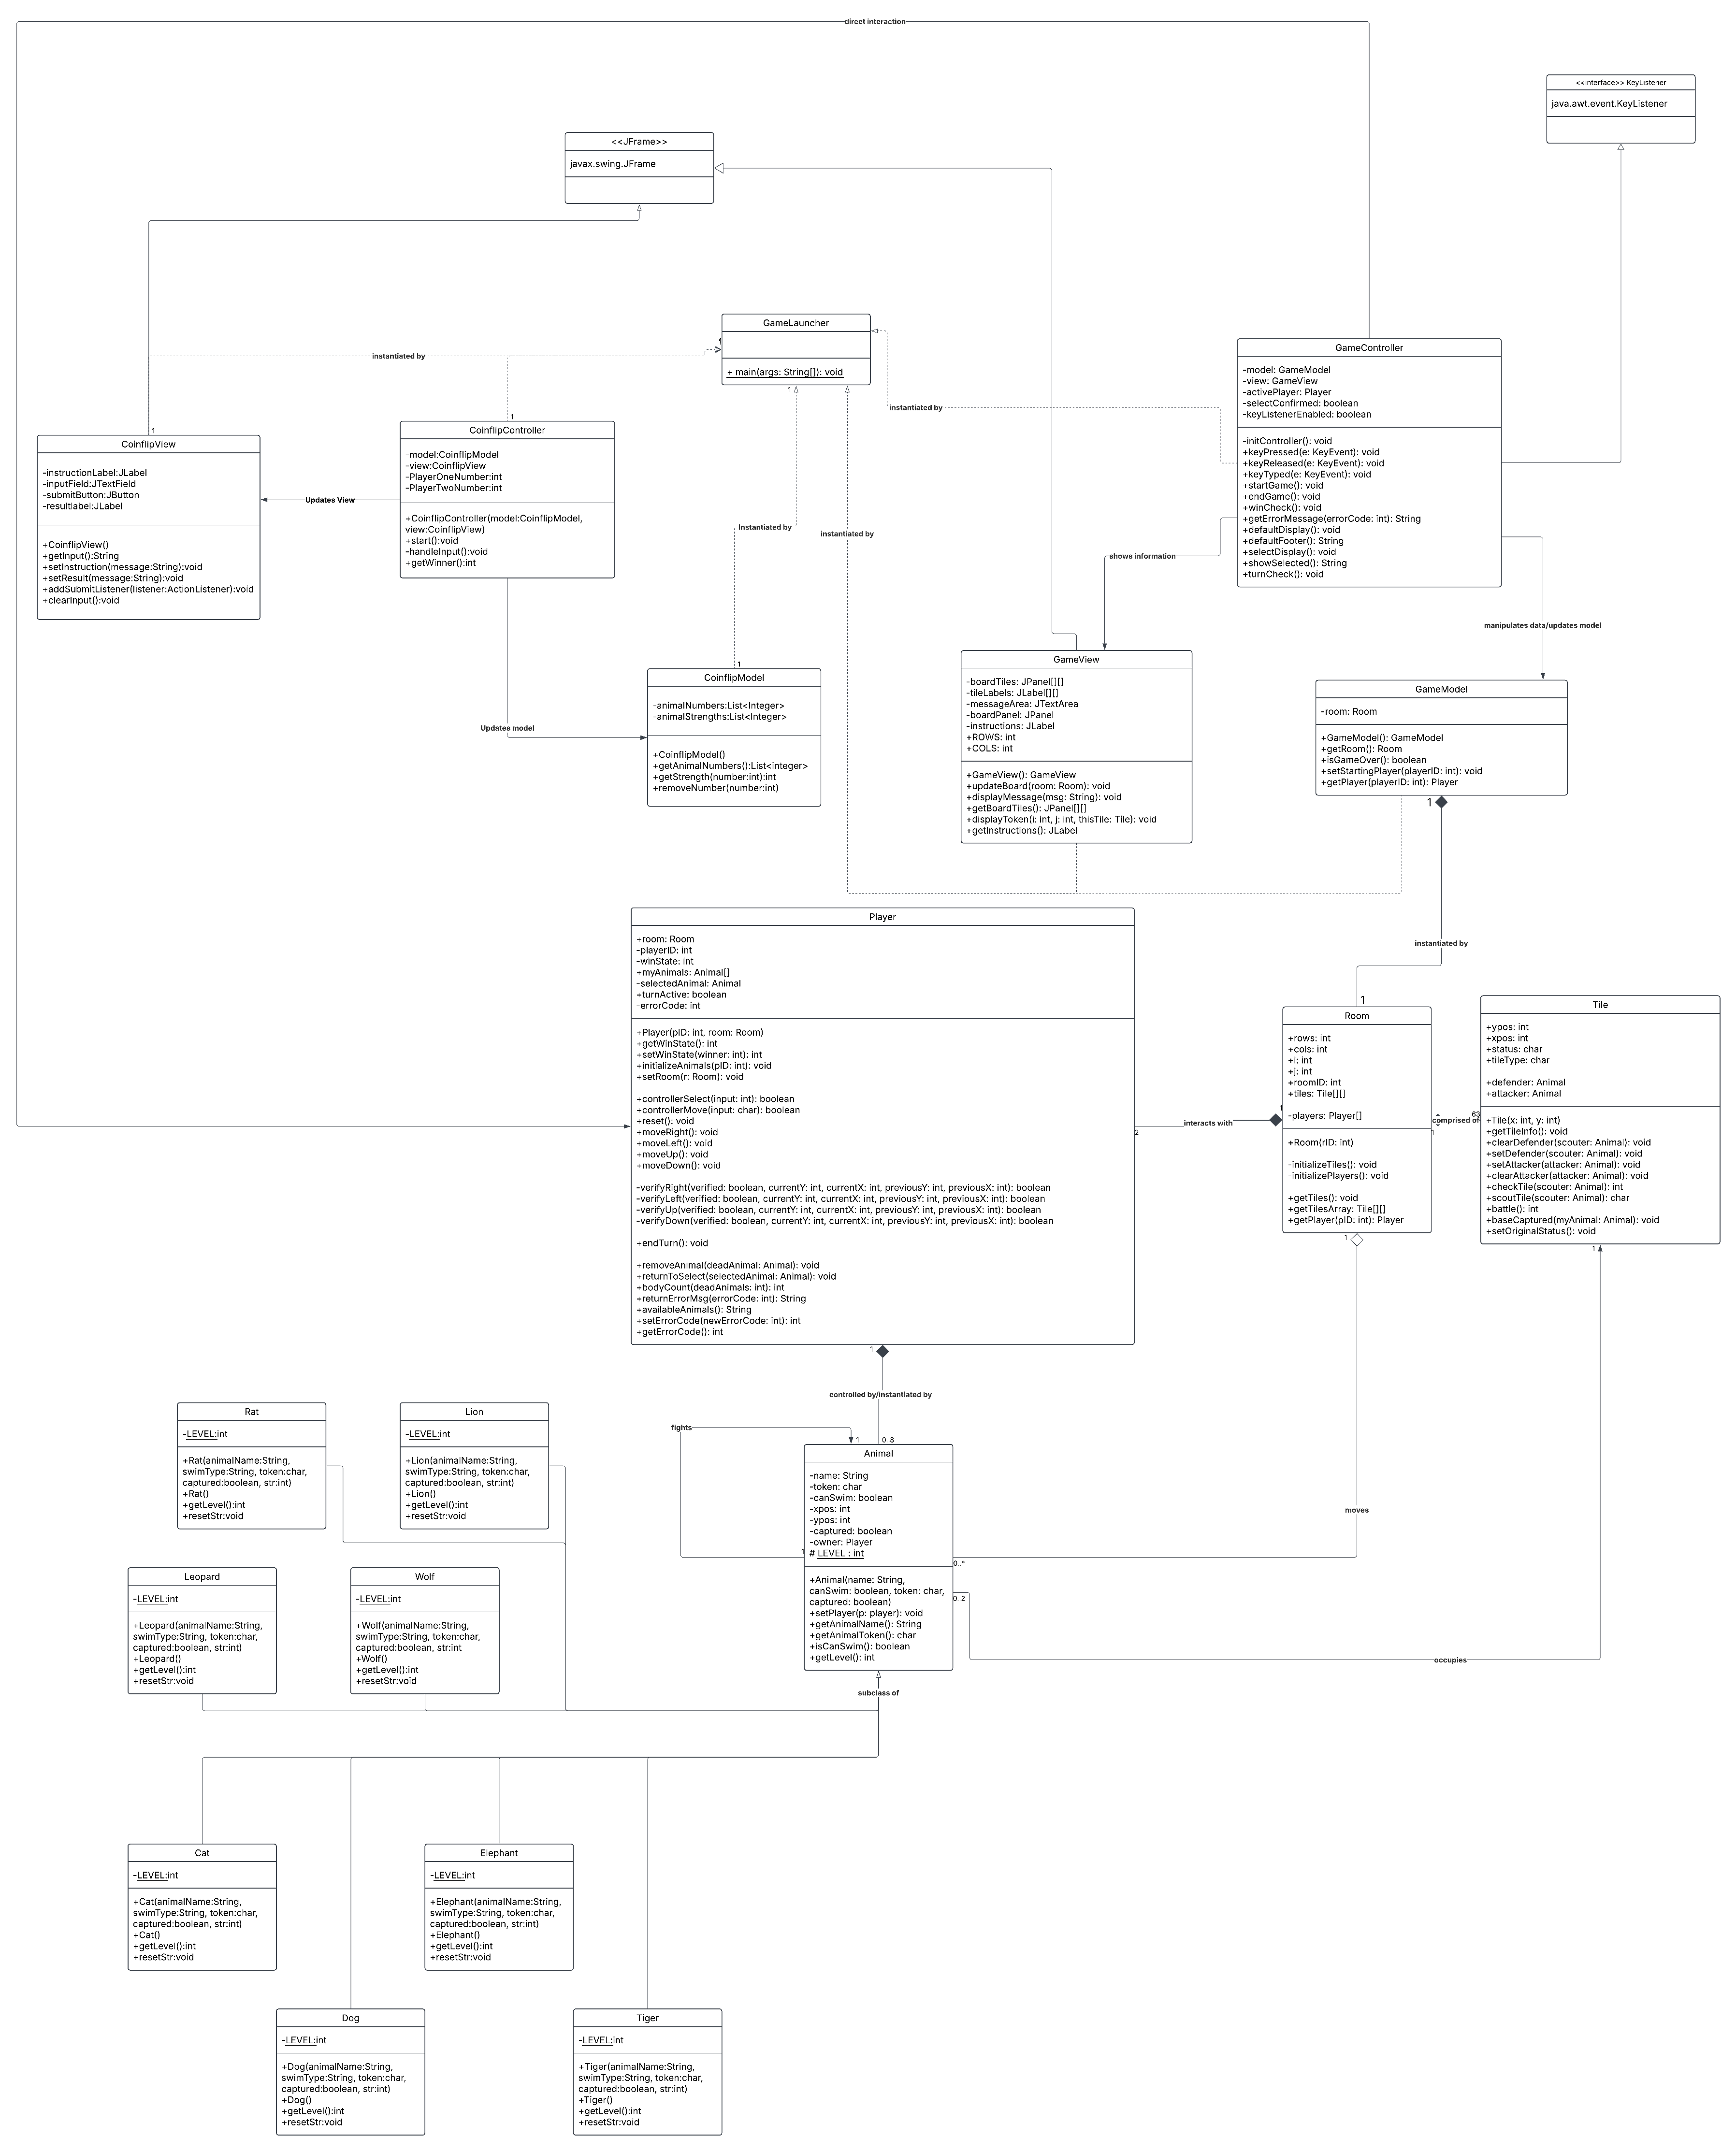 direct interaction
<<interface>> KeyListener
java.awt.event.KeyListener
<<JFrame>>
javax.swing.JFrame
GameLauncher
+ main(args: String[]): void
1
1
instantiated by
instantiated by
Instantiated by
instantiated by
GameController
-model: GameModel
-view: GameView
-activePlayer: Player
-selectConfirmed: boolean
-keyListenerEnabled: boolean
-initController(): void
+keyPressed(e: KeyEvent): void
+keyReleased(e: KeyEvent): void
+keyTyped(e: KeyEvent): void
+startGame(): void
+endGame(): void
+winCheck(): void
+getErrorMessage(errorCode: int): String
+defaultDisplay(): void
+defaultFooter(): String
+selectDisplay(): void
+showSelected(): String
+turnCheck(): void
1
CoinflipView
-instructionLabel:JLabel
-inputField:JTextField
-submitButton:JButton
-resultlabel:JLabel
+CoinflipView()
+getInput():String
+setInstruction(message:String):void
+setResult(message:String):void
+addSubmitListener(listener:ActionListener):void
+clearInput():void
Updates View
1
CoinflipController
-model:CoinflipModel
-view:CoinflipView
-PlayerOneNumber:int
-PlayerTwoNumber:int
+CoinflipController(model:CoinflipModel,
view:CoinflipView)
+start():void
-handleInput():void
+getWinner():int
Updates model
1
CoinflipModel
-animalNumbers:List<Integer>
-animalStrengths:List<Integer>
+CoinflipModel()
+getAnimalNumbers():List<integer>
+getStrength(number:int):int
+removeNumber(number:int)
shows information
manipulates data/updates model
GameView
-boardTiles: JPanel[][]
-tileLabels: JLabel[][]
-messageArea: JTextArea
-boardPanel: JPanel
-instructions: JLabel
+ROWS: int
+COLS: int
+GameView(): GameView
+updateBoard(room: Room): void
+displayMessage(msg: String): void
+getBoardTiles(): JPanel[][]
+displayToken(i: int, j: int, thisTile: Tile): void
+getInstructions(): JLabel
GameModel
-room: Room
+GameModel(): GameModel
+getRoom(): Room
+isGameOver(): boolean
+setStartingPlayer(playerID: int): void
+getPlayer(playerID: int): Player
1
instantiated by
1
Player
+room: Room
-playerID: int
-winState: int
+myAnimals: Animal[]
-selectedAnimal: Animal
+turnActive: boolean
-errorCode: int
+Player(pID: int, room: Room)
+getWinState(): int
+setWinState(winner: int): int
+initializeAnimals(pID: int): void
+setRoom(r: Room): void
+controllerSelect(input: int): boolean
+controllerMove(input: char): boolean
+reset(): void
+moveRight(): void
+moveLeft(): void
+moveUp(): void
+moveDown(): void
-verifyRight(verified: boolean, currentY: int, currentX: int, previousY: int, previousX: int): boolean
-verifyLeft(verified: boolean, currentY: int, currentX: int, previousY: int, previousX: int): boolean
-verifyUp(verified: boolean, currentY: int, currentX: int, previousY: int, previousX: int): boolean
-verifyDown(verified: boolean, currentY: int, currentX: int, previousY: int, previousX: int): boolean
+endTurn(): void
+removeAnimal(deadAnimal: Animal): void
+returnToSelect(selectedAnimal: Animal): void
+bodyCount(deadAnimals: int): int
+returnErrorMsg(errorCode: int): String
+availableAnimals(): String
+setErrorCode(newErrorCode: int): int
+getErrorCode(): int
2
interacts with
1
Room
+rows: int
+cols: int
+i: int
+j: int
+roomID: int
+tiles: Tile[][]
-players: Player[]
+Room(rID: int)
-initializeTiles(): void
-initializePlayers(): void
+getTiles(): void
+getTilesArray: Tile[][]
+getPlayer(pID: int): Player
1
comprised of
63
Tile
+ypos: int
+xpos: int
+status: char
+tileType: char
+defender: Animal
+attacker: Animal
+Tile(x: int, y: int)
+getTileInfo(): void
+clearDefender(scouter: Animal): void
+setDefender(scouter: Animal): void
+setAttacker(attacker: Animal): void
+clearAttacker(attacker: Animal): void
+checkTile(scouter: Animal): int
+scoutTile(scouter: Animal): char
+battle(): int
+baseCaptured(myAnimal: Animal): void
+setOriginalStatus(): void
1
1
1
controlled by/instantiated by
0..8
fights
1
1
Animal
-name: String
-token: char
-canSwim: boolean
-xpos: int
-ypos: int
-captured: boolean
-owner: Player
# LEVEL : int
+Animal(name: String,
canSwim: boolean, token: char,
captured: boolean)
+setPlayer(p: player): void
+getAnimalName(): String
+getAnimalToken(): char
+isCanSwim(): boolean
+getLevel(): int
0..*
0..2
moves
occupies
subclass of
Rat
-LEVEL:int
+Rat(animalName:String,
swimType:String, token:char,
captured:boolean, str:int)
+Rat()
+getLevel():int
+resetStr:void
Lion
-LEVEL:int
+Lion(animalName:String,
swimType:String, token:char,
captured:boolean, str:int)
+Lion()
+getLevel():int
+resetStr:void
Leopard
-LEVEL:int
+Leopard(animalName:String,
swimType:String, token:char,
captured:boolean, str:int)
+Leopard()
+getLevel():int
+resetStr:void
Wolf
-LEVEL:int
+Wolf(animalName:String,
swimType:String, token:char,
captured:boolean, str:int
+Wolf()
+getLevel():int
+resetStr:void
Cat
-LEVEL:int
+Cat(animalName:String,
swimType:String, token:char,
captured:boolean, str:int)
+Cat()
+getLevel():int
+resetStr:void
Elephant
-LEVEL:int
+Elephant(animalName:String,
swimType:String, token:char,
captured:boolean, str:int)
+Elephant()
+getLevel():int
+resetStr:void
Dog
-LEVEL:int
+Dog(animalName:String,
swimType:String, token:char,
captured:boolean, str:int)
+Dog()
+getLevel():int
+resetStr:void
Tiger
-LEVEL:int
+Tiger(animalName:String,
swimType:String, token:char,
captured:boolean, str:int)
+Tiger()
+getLevel():int
+resetStr:void